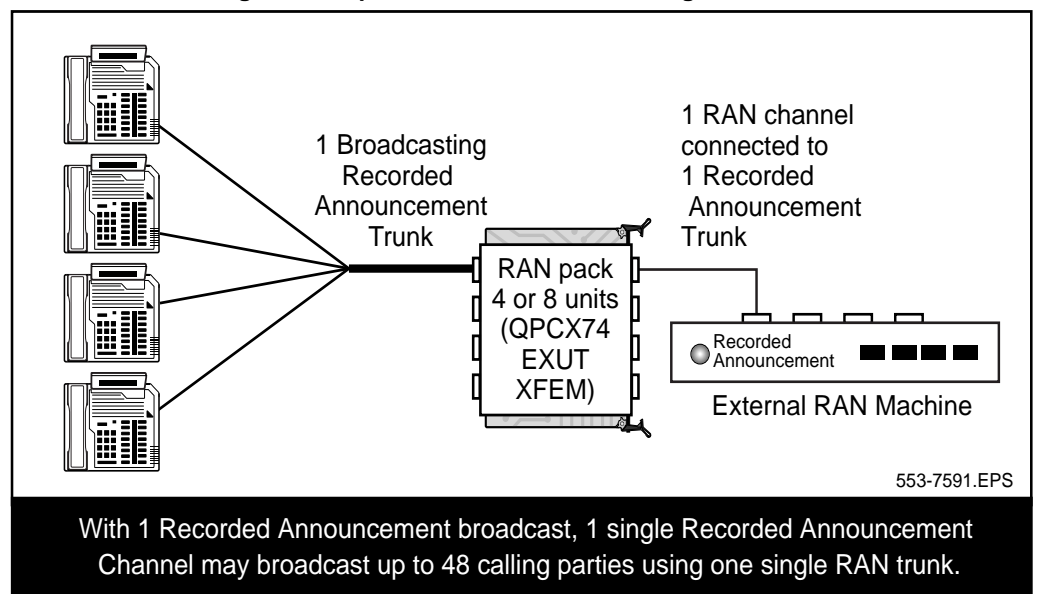 1 Broadcasting
Recorded
Announcement
Trunk
1 RAN channel
connected to
1 Recorded
Announcement
Trunk
RAN pack
4 or 8 units
(QPCX74
EXUT
XFEM)
Recorded
Announcement
External RAN Machine
553-7591.EPS
With 1 Recorded Announcement broadcast, 1 single Recorded Announcement
Channel may broadcast up to 48 calling parties using one single RAN trunk.